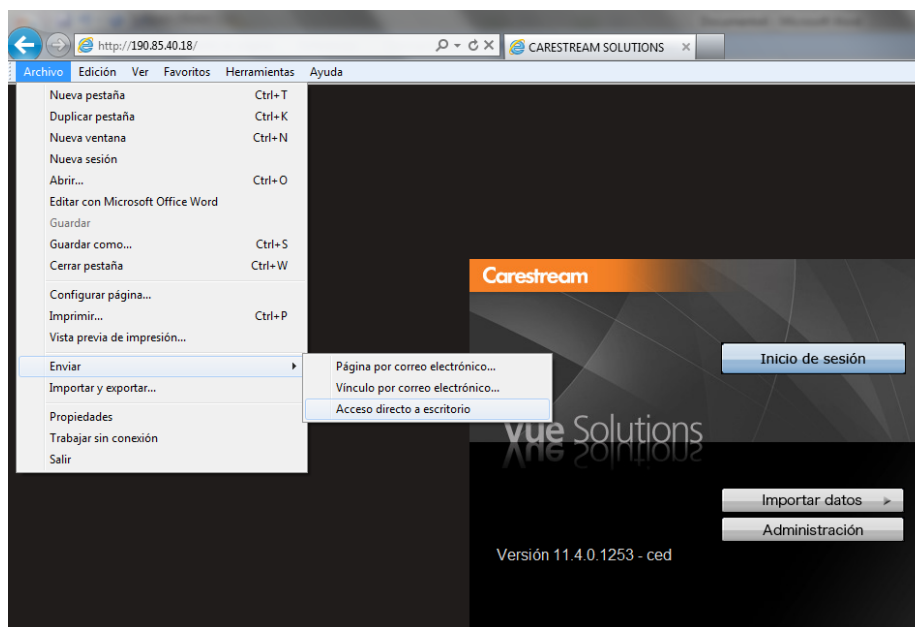 http://190.85.40.18/
CARESTREAM SOLUTIONS
Archivo Edición Ver Favoritos Herramientas Ayuda
Nueva pestaña Ctrl+T
Duplicar pestaña Ctrl+K
Nueva ventana Ctrl+N
Nueva sesión
Abrir... Ctrl+O
Editar con Microsoft Office Word
Guardar
Guardar como... Ctrl+S
Cerrar pestaña Ctrl+W
Configurar página...
Imprimir... Ctrl+P
Vista previa de impresión...
Enviar
Importar y exportar...
Propiedades
Trabajar sin conexión
Salir
Página por correo electrónico...
Vínculo por correo electrónico...
Acceso directo a escritorio
Carestream
Inicio de sesión
vue Solutions
Importar datos
Administración
Versión 11.4.0.1253 - ced